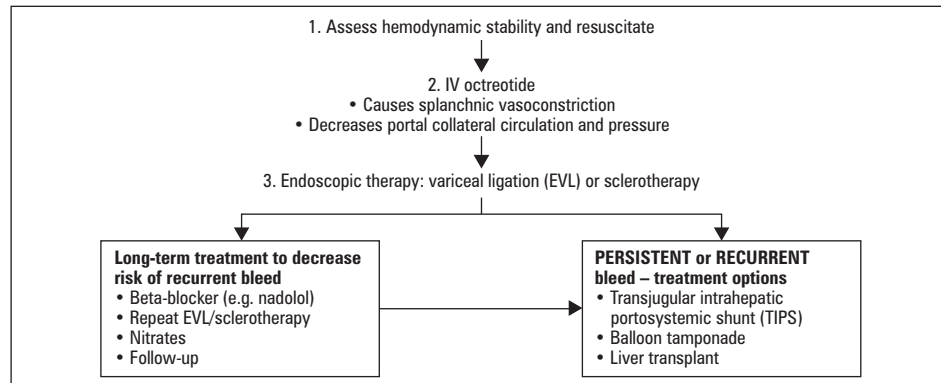 1. Assess hemodynamic stability and resuscitate
2. IV octreotide
• Causes splanchnic vasoconstriction
• Decreases portal collateral circulation and pressure
3. Endoscopic therapy: variceal ligation (EVL) or sclerotherapy
Long-term treatment to decrease
risk of recurrent bleed
• Beta-blocker (e.g. nadolol)
• Repeat EVL/sclerotherapy
• Nitrates
• Follow-up
PERSISTENT or RECURRENT
bleed – treatment options
• Transjugular intrahepatic
portosystemic shunt (TIPS)
• Balloon tamponade
• Liver transplant